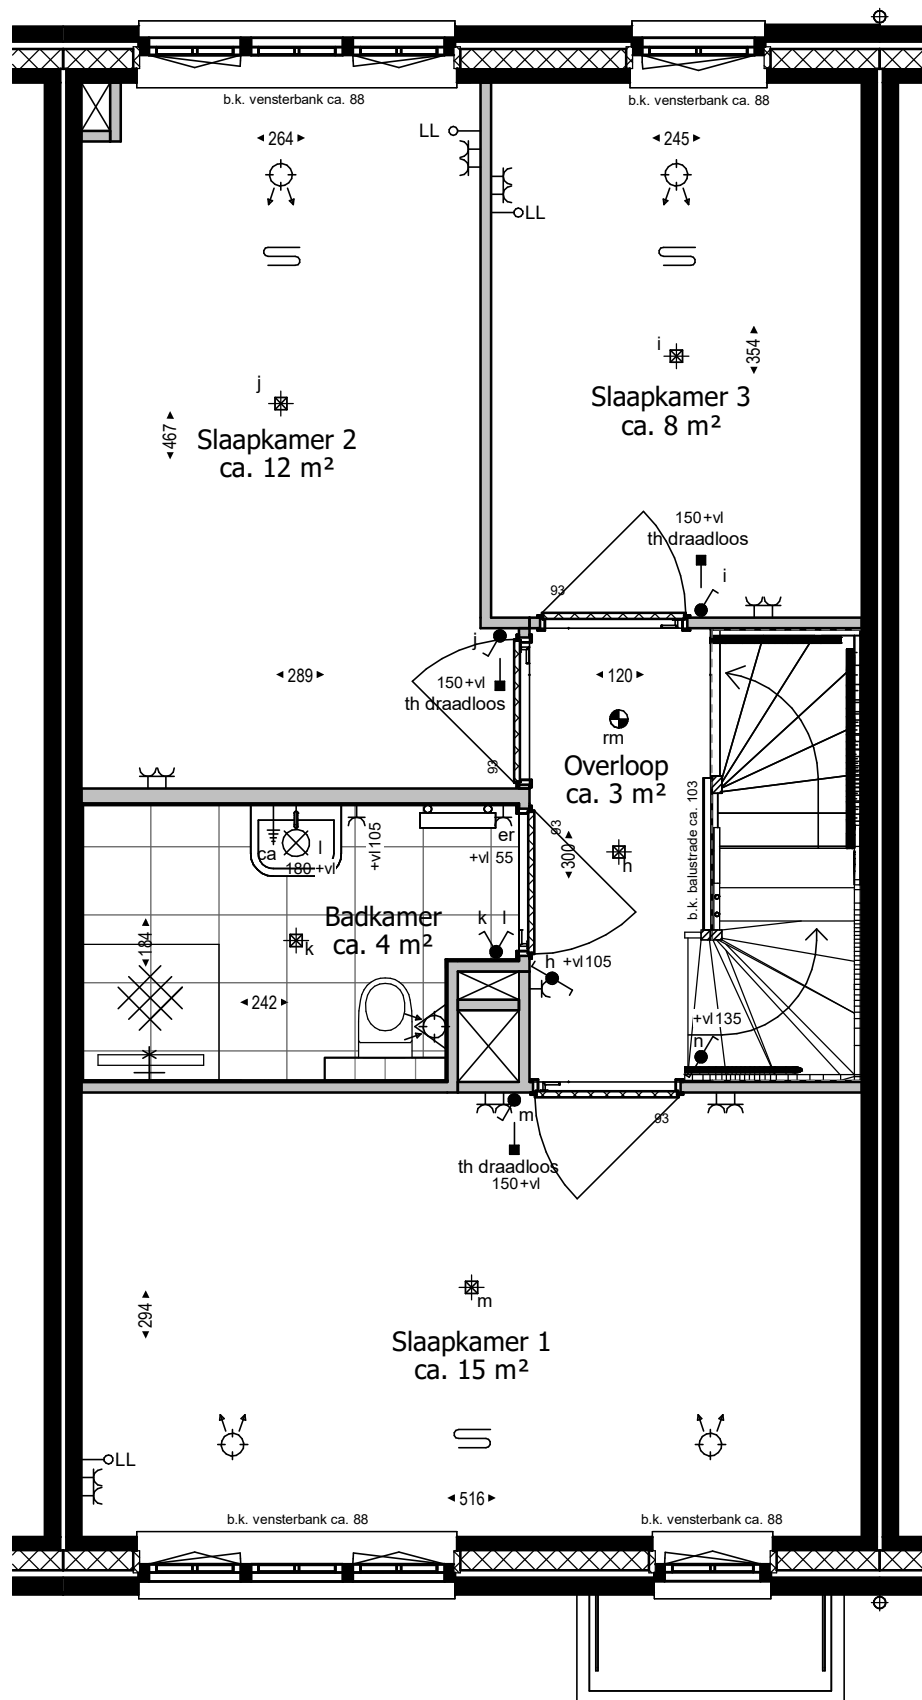 b.k. vensterbank ca. 88
b.k. vensterbank ca. 88
264
LL
245
LL
i
354
Slaapkamer 3
ca. 8 m²
j
467
Slaapkamer 2
ca. 12 m²
150+vl
th draadloos
i
93
j
289
150+vl
th draadloos
93
120
rm
Overloop
ca. 3 m²
b.k. balustrade ca. 103
93
300
h
ca
l
180+vl
+vl105
er
+vl 55
Badkamer
ca. 4 m²
k
k l
184
242
h +vl105
+vl135
n
m
th draadloos
150+vl
93
m
294
Slaapkamer 1
ca. 15 m²
LL
516
b.k. vensterbank ca. 88
b.k. vensterbank ca. 88